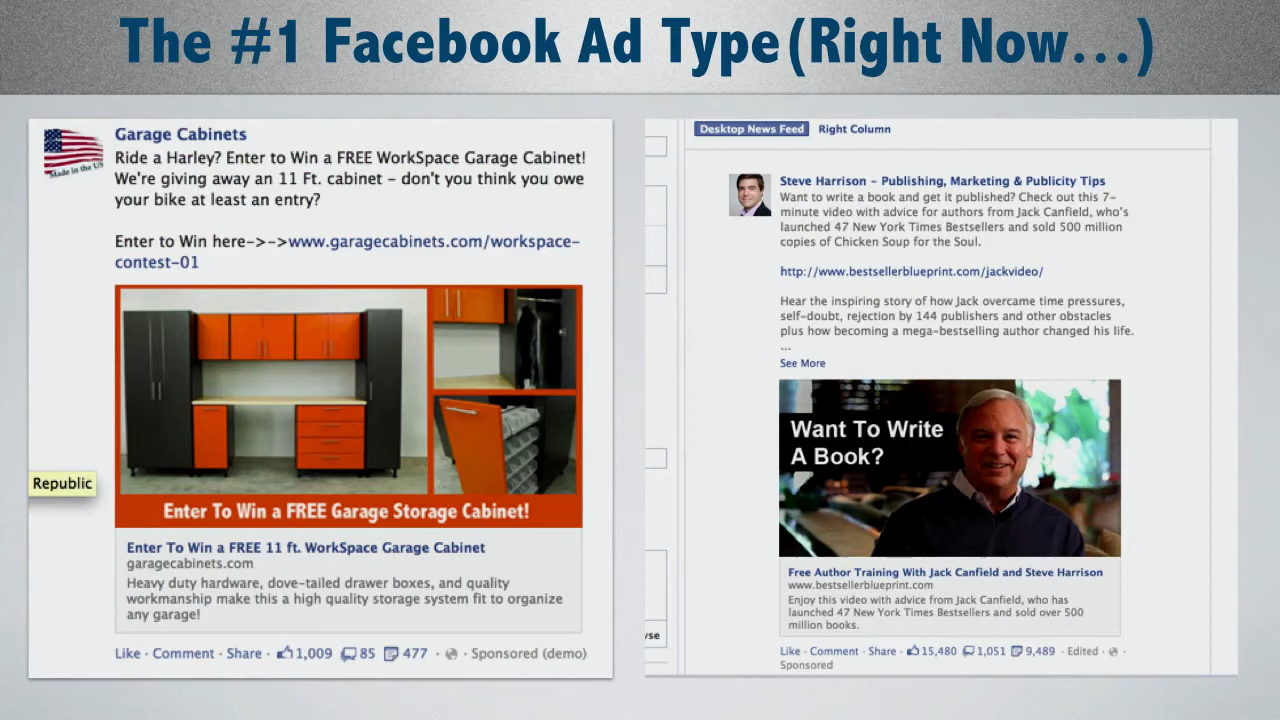 The #1 Facebook Ad Type (Right Now...)
Garage Cabinets
Ride a Harley? Enter to Win a FREE WorkSpace Garage Cabinet!
We're giving away an 11 Ft. cabinet – don't you think you owe
your bike at least an entry?
Enter to Win here->->www.garagecabinets.com/workspace-
contest-01
Made in the US
Republic
Enter To Win a FREE Garage Storage Cabinet!
Enter To Win a FREE 11 ft. WorkSpace Garage Cabinet
garagecabinets.com
Heavy duty hardware, dove-tailed drawer boxes, and quality
workmanship make this a high quality storage system fit to organize
any garage!
Like · Comment · Share · 1,009 85 477 · Sponsored (demo)
Desktop News Feed Right Column
Steve Harrison – Publishing, Marketing & Publicity Tips
Want to write a book and get it published? Check out this 7-
minute video with advice for authors from Jack Canfield, who's
launched 47 New York Times Bestsellers and sold 500 million
copies of Chicken Soup for the Soul.
http://www.bestsellerblueprint.com/jackvideo/
Hear the inspiring story of how Jack overcame time pressures,
self-doubt, rejection by 144 publishers and other obstacles
plus how becoming a mega-bestselling author changed his life.
...
See More
Want To Write
A Book?
Free Author Training With Jack Canfield and Steve Harrison
www.bestsellerblueprint.com
Enjoy this video with advice from Jack Canfield, who has
launched 47 New York Times Bestsellers and sold over 500
million books.
wse
Like · Comment · Share · 15,480 1,051 9,489 · Edited · ·
Sponsored